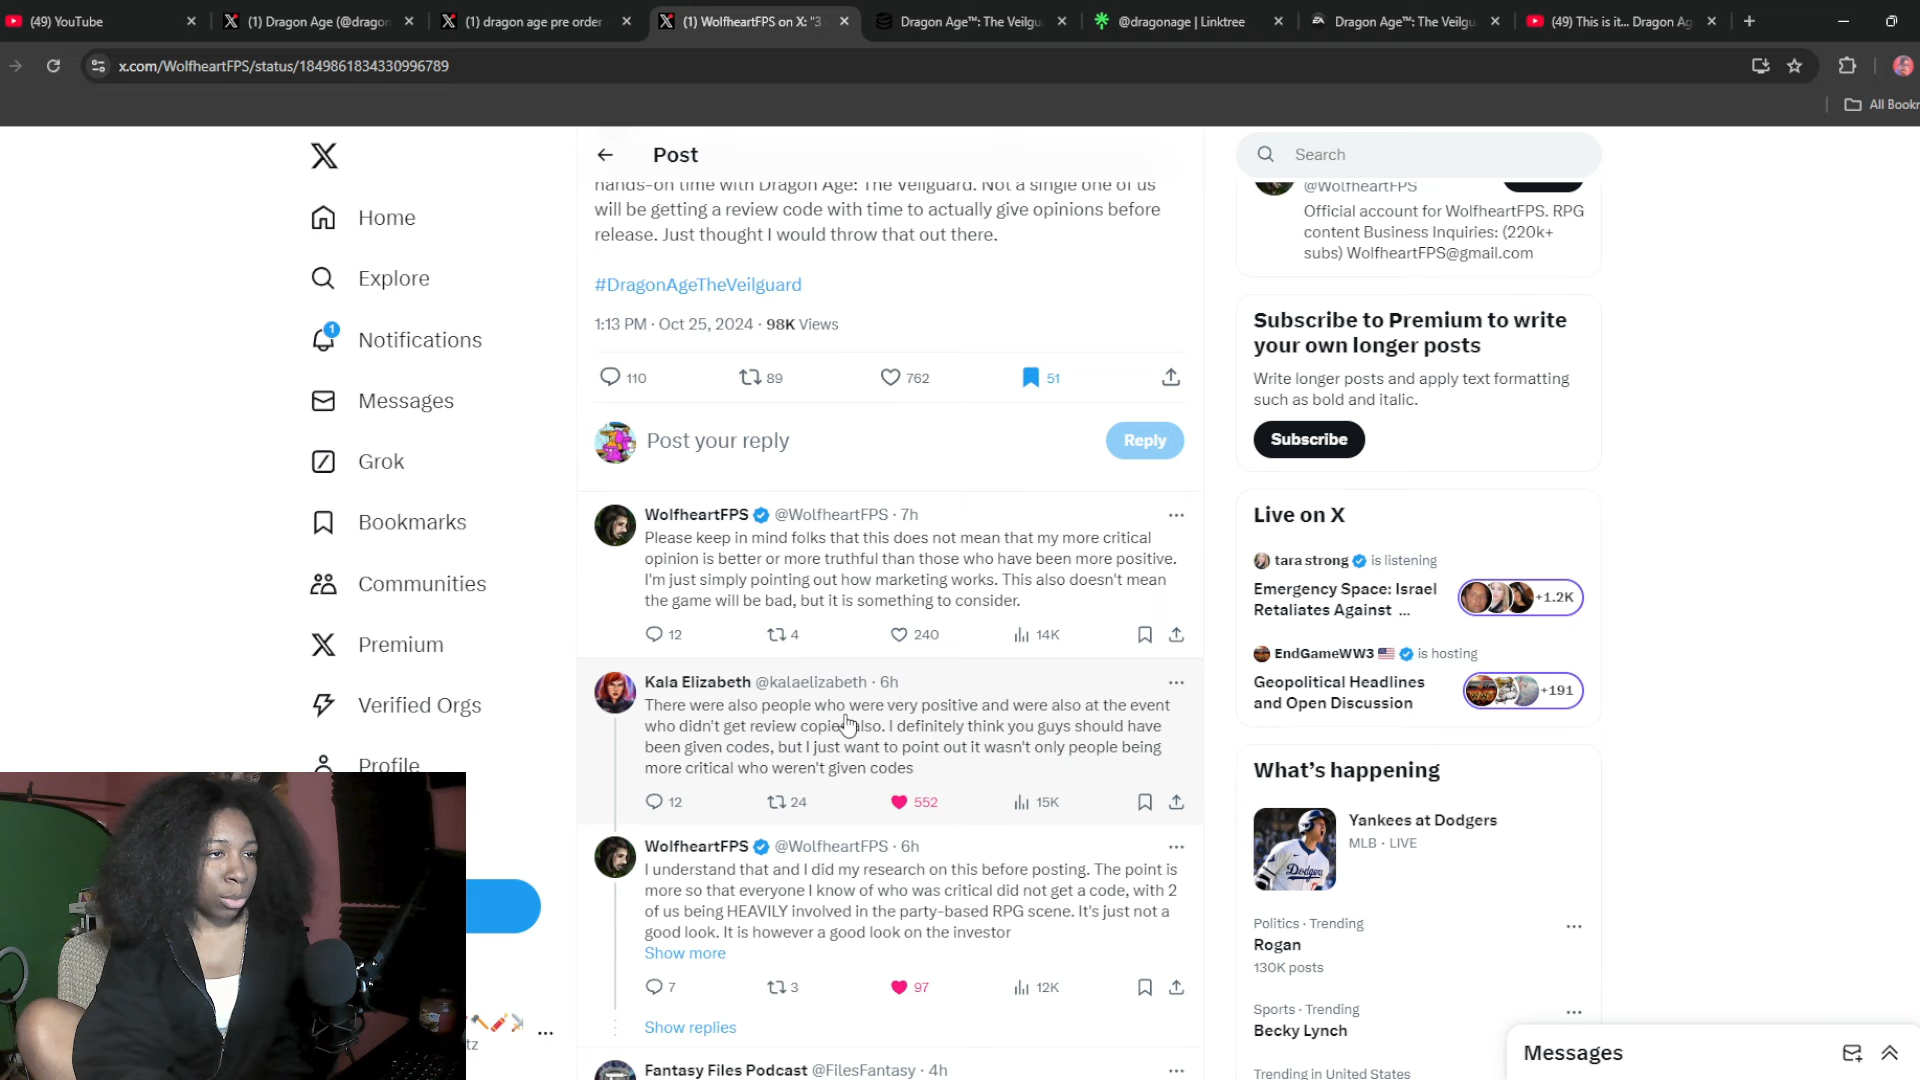 (49) YouTube
(1) Dragon Age (@dragon
(1) dragon age pre order -
(1) WolfheartFPS on X: "3
Dragon Age™: The Veilgu
@dragonage | Linktree
Dragon Age™: The Veilgu
(49) This is it... Dragon Ag
x.com/WolfheartFPS/status/1849861834330996789
All Bookr
Post
hands-on time with Dragon Age: The Veilguard. Not a single one of us
will be getting a review code with time to actually give opinions before
release. Just thought I would throw that out there.
#DragonAgeTheVeilguard
1:13 PM · Oct 25, 2024 · 98K Views
110 89 762 51
Post your reply
Reply
WolfheartFPS @WolfheartFPS · 7h
Please keep in mind folks that this does not mean that my more critical
opinion is better or more truthful than those who have been more positive.
I'm just simply pointing out how marketing works. This also doesn't mean
the game will be bad, but it is something to consider.
12 4 240 14K
Kala Elizabeth @kalaelizabeth · 6h
There were also people who were very positive and were also at the event
who didn't get review copies also. I definitely think you guys should have
been given codes, but I just want to point out it wasn't only people being
more critical who weren't given codes
12 24 552 15K
WolfheartFPS @WolfheartFPS · 6h
I understand that and I did my research on this before posting. The point is
more so that everyone I know of who was critical did not get a code, with 2
of us being HEAVILY involved in the party-based RPG scene. It's just not a
good look. It is however a good look on the investor
Show more
7 3 97 12K
Show replies
Fantasy Files Podcast @FilesFantasy · 4h
Home
Explore
1
Notifications
Messages
Grok
Bookmarks
Communities
Premium
Verified Orgs
Profile
tz
Search
@WolfheartFPS
Official account for WolfheartFPS. RPG
content Business Inquiries: (220k+
subs) WolfheartFPS@gmail.com
Subscribe to Premium to write
your own longer posts
Write longer posts and apply text formatting
such as bold and italic.
Subscribe
Live on X
tara strong is listening
Emergency Space: Israel
Retaliates Against ...
+1.2K
EndGameWW3 is hosting
Geopolitical Headlines
and Open Discussion
+191
What's happening
Yankees at Dodgers
MLB · LIVE
Dodgers
Politics · Trending
Rogan
130K posts
Sports · Trending
Becky Lynch
Trending in United States
Messages